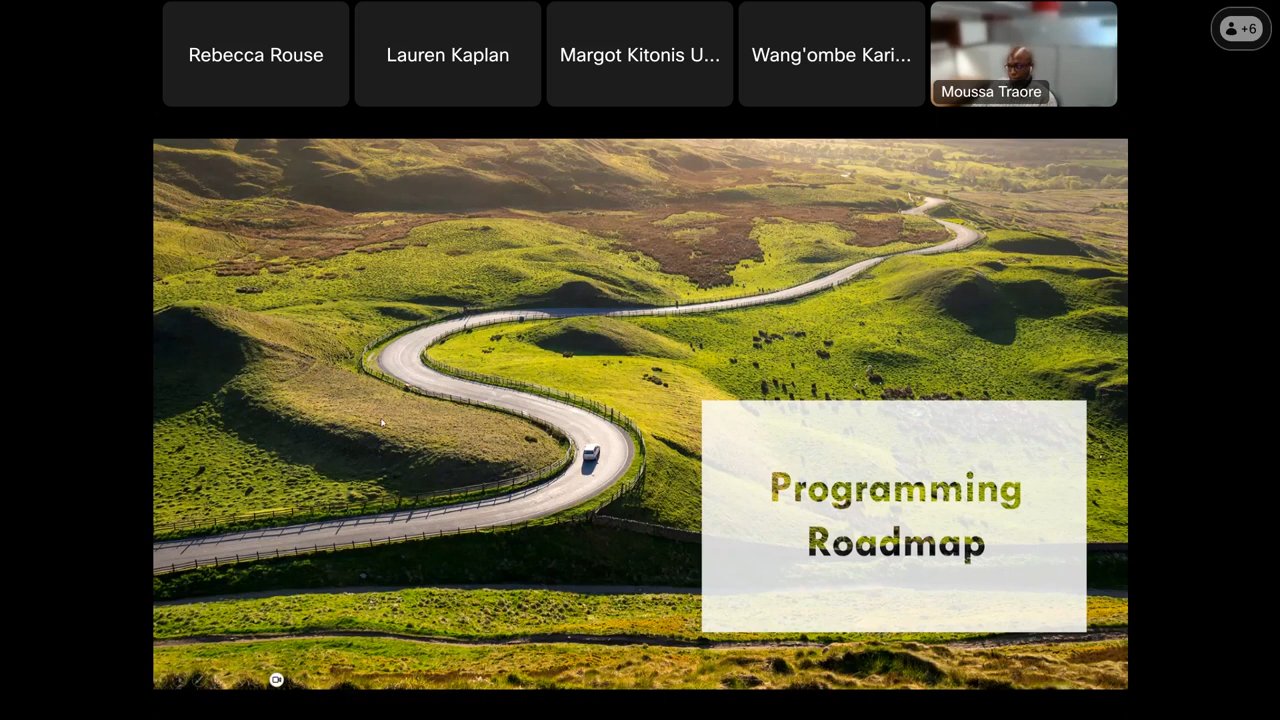 Rebecca Rouse
Lauren Kaplan
Margot Kitonis U...
Wang'ombe Kari...
Moussa Traore
+6
Programming
Roadmap